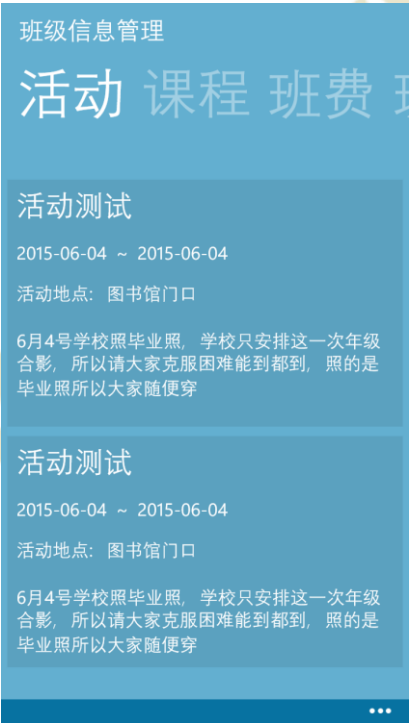 班级信息管理
活动 课程 班费
活动测试
2015-06-04 ~ 2015-06-04
活动地点: 图书馆门口
6月4号学校照毕业照, 学校只安排这一次年级
合影, 所以请大家克服困难能到都到, 照的是
毕业照所以大家随便穿
活动测试
2015-06-04 ~ 2015-06-04
活动地点: 图书馆门口
6月4号学校照毕业照, 学校只安排这一次年级
合影, 所以请大家克服困难能到都到, 照的是
毕业照所以大家随便穿